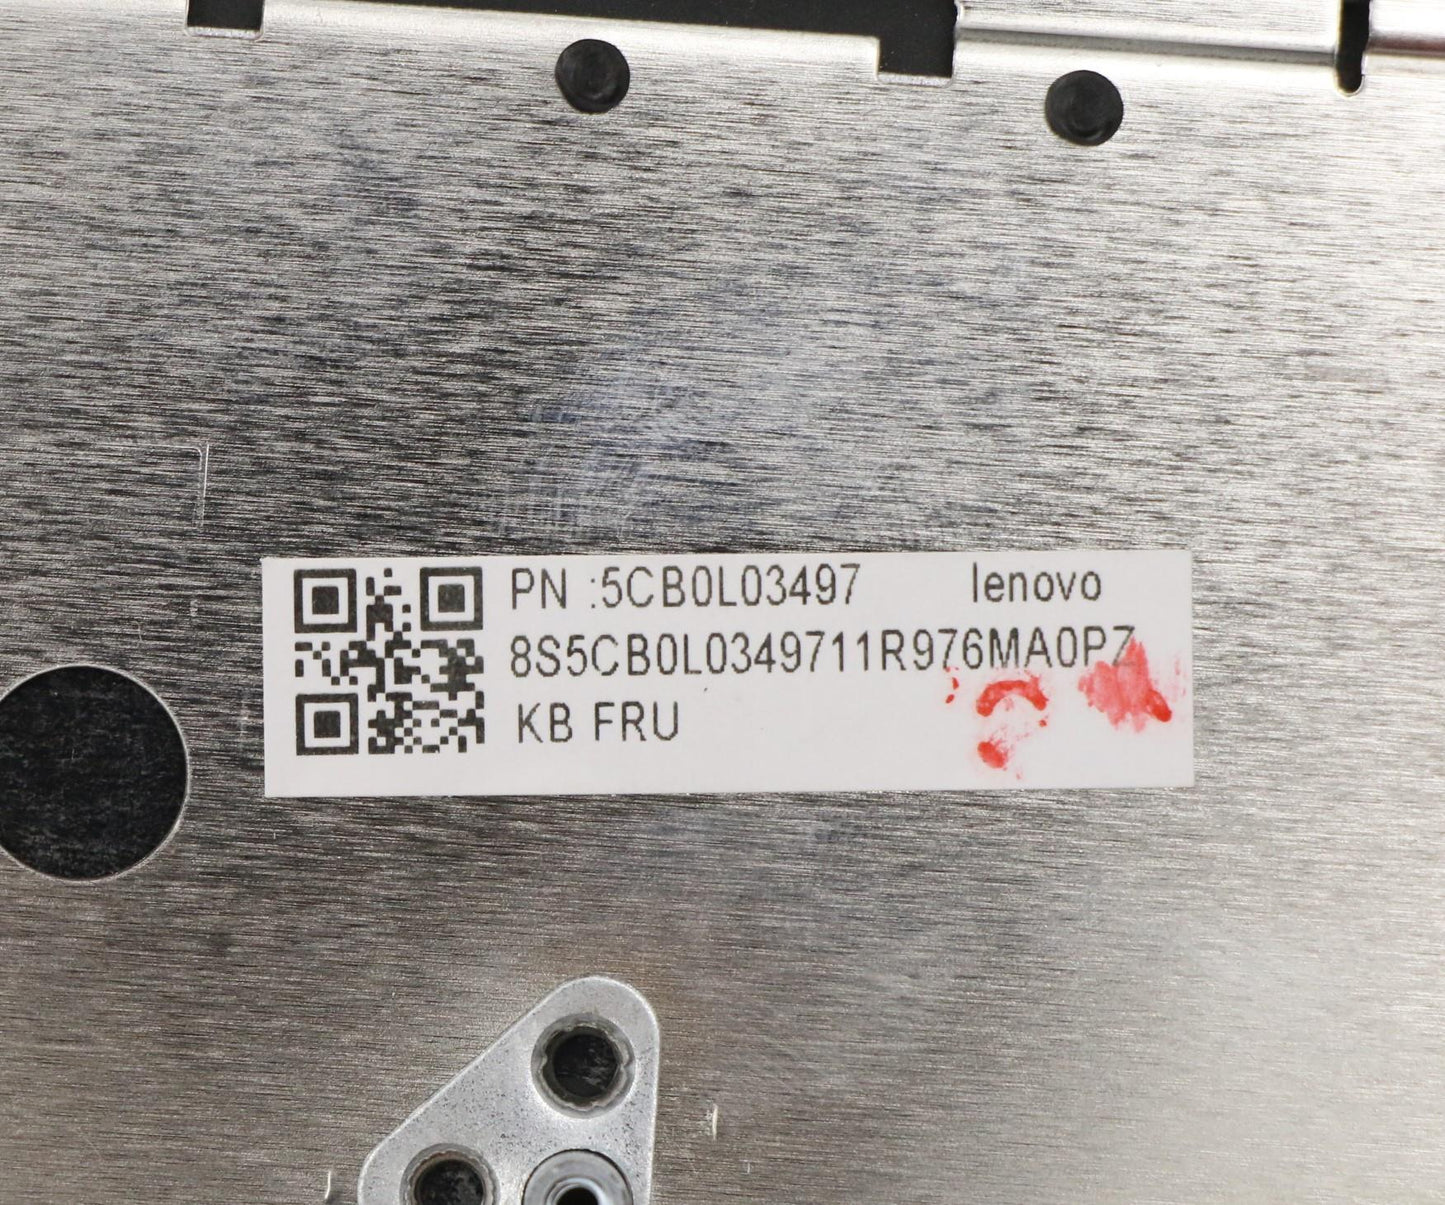 PN :5CB0L03497 lenovo
8S5CB0L0349711R976MA0PZ
KB FRU